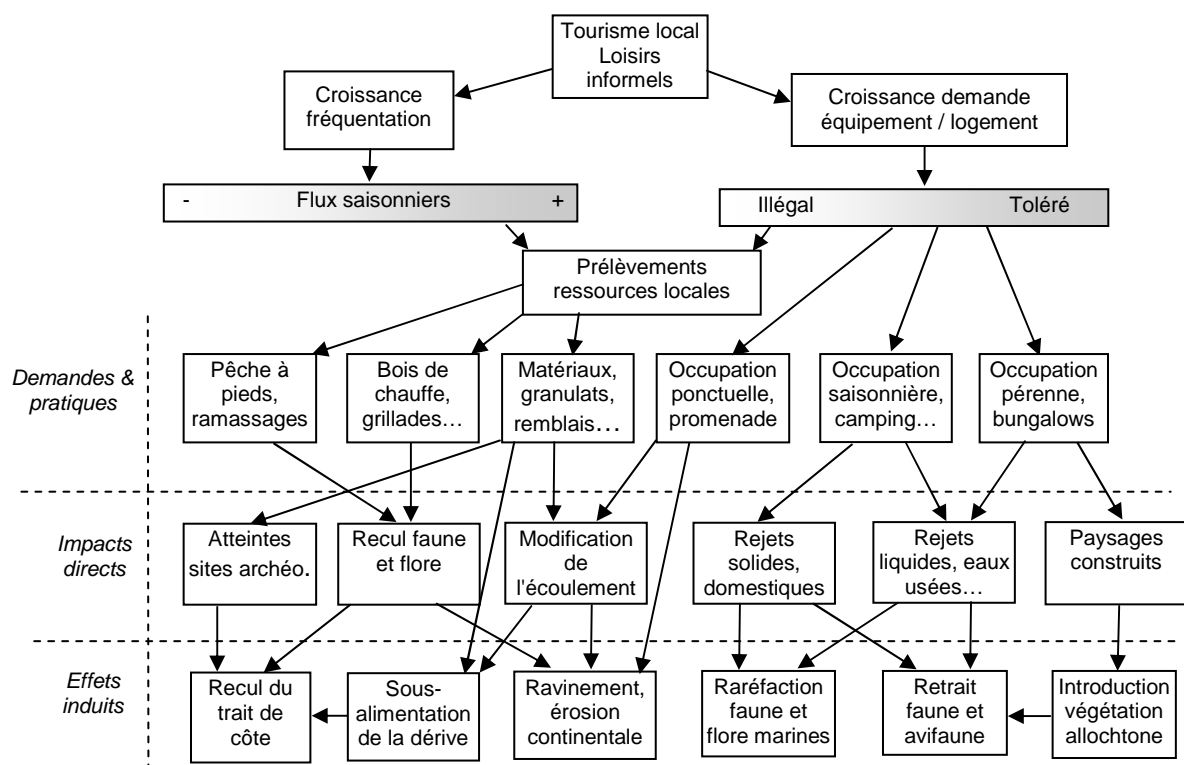 Tourisme local
Loisirs
informels
Croissance
fréquentation
Croissance demande
équipement / logement
- Flux saisonniers +
Illégal Toléré
Prélèvements
ressources locales
Demandes &
pratiques
Pêche à
pieds,
ramassages
Bois de
chauffe,
grillades…
Matériaux,
granulats,
remblais…
Occupation
ponctuelle,
promenade
Occupation
saisonnière,
camping…
Occupation
pérenne,
bungalows
Impacts
directs
Atteintes
sites archéo.
Recul faune
et flore
Modification
de
l'écoulement
Rejets
solides,
domestiques
Rejets
liquides, eaux
usées…
Paysages
construits
Effets
induits
Recul du
trait de
côte
Sous-
alimentation
de la dérive
Ravinement,
érosion
continentale
Raréfaction
faune et
flore marines
Retrait
faune et
avifaune
Introduction
végétation
allochtone